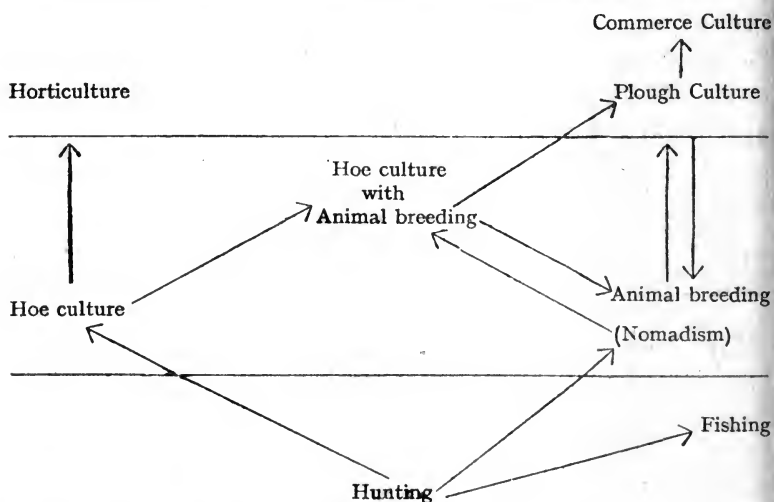 Commerce Culture
Horticulture
Plough Culture
Hoe culture
with
Animal breeding
Animal breeding
Hoe culture
(Nomadism)
Fishing
Hunting